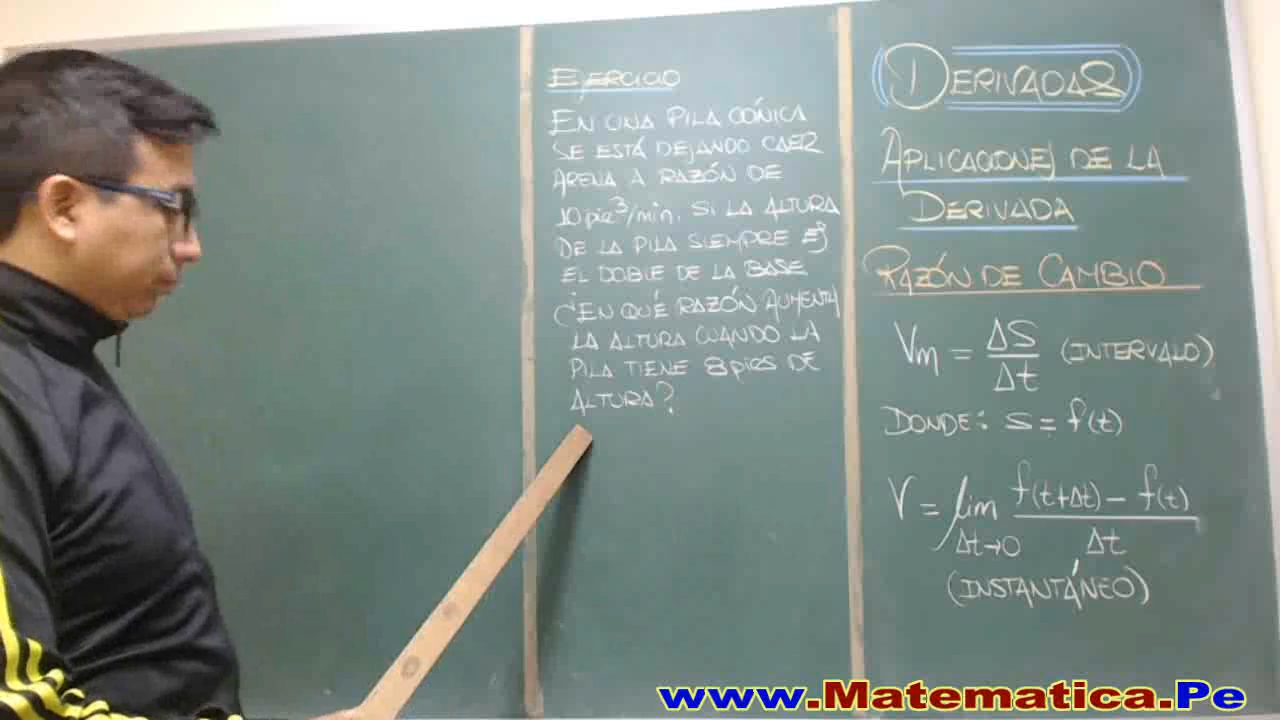 EJERCICIO
EN UNA PILA CÓNICA
SE ESTÁ DEJANDO CAER
ARENA A RAZÓN DE
10 pie³/min. SI LA ALTURA
DE LA PILA SIEMPRE ES
EL DOBLE DE LA BASE
¿EN QUÉ RAZÓN AUMENTA
LA ALTURA CUANDO LA
PILA TIENE 8 pies DE
ALTURA?
DERIVADAS
APLICACIONES DE LA
DERIVADA
RAZÓN DE CAMBIO
Vm = ΔS/Δt (INTERVALO)
DONDE: s = f(t)
V = lim Δt→0 f(t+Δt) - f(t) / Δt
(INSTANTÁNEO)
www.Matematica.Pe